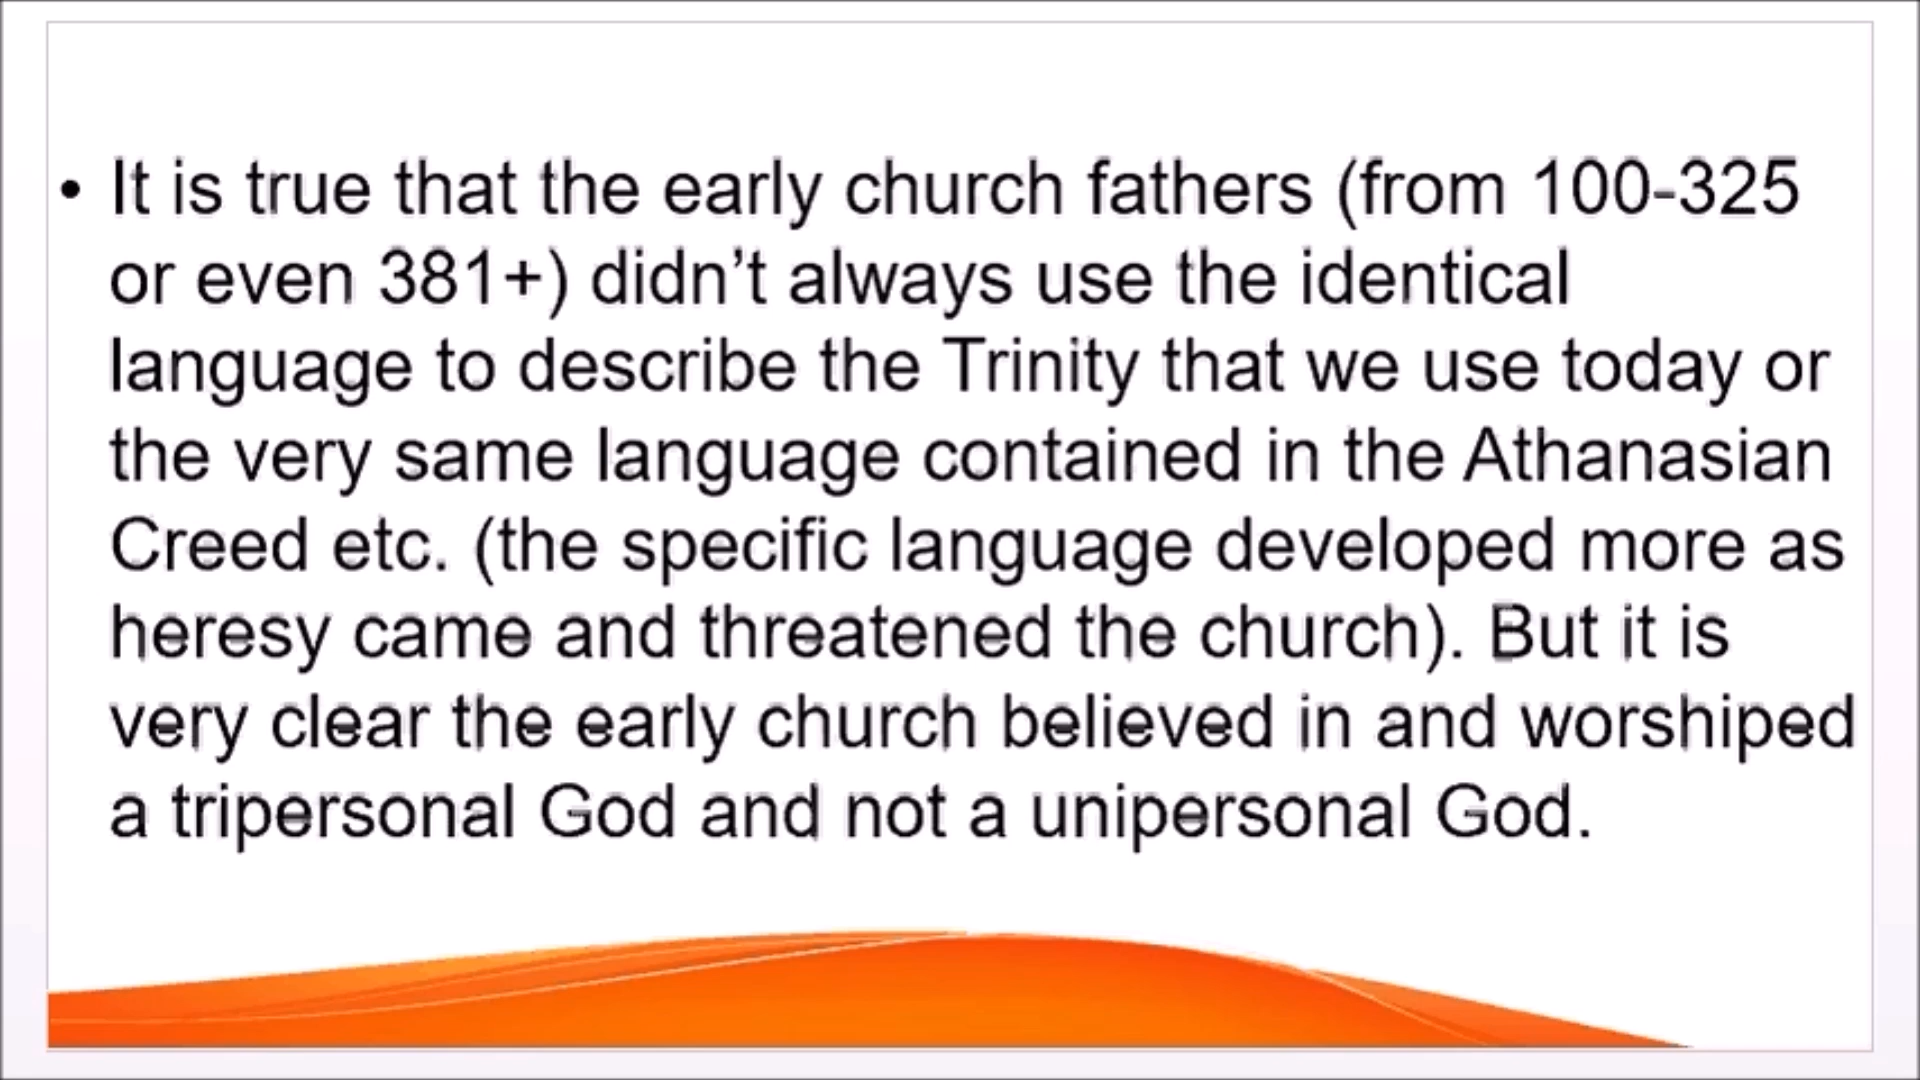 • It is true that the early church fathers (from 100-325
or even 381+) didn’t always use the identical
language to describe the Trinity that we use today or
the very same language contained in the Athanasian
Creed etc. (the specific language developed more as
heresy came and threatened the church). But it is
very clear the early church believed in and worshiped
a tripersonal God and not a unipersonal God.